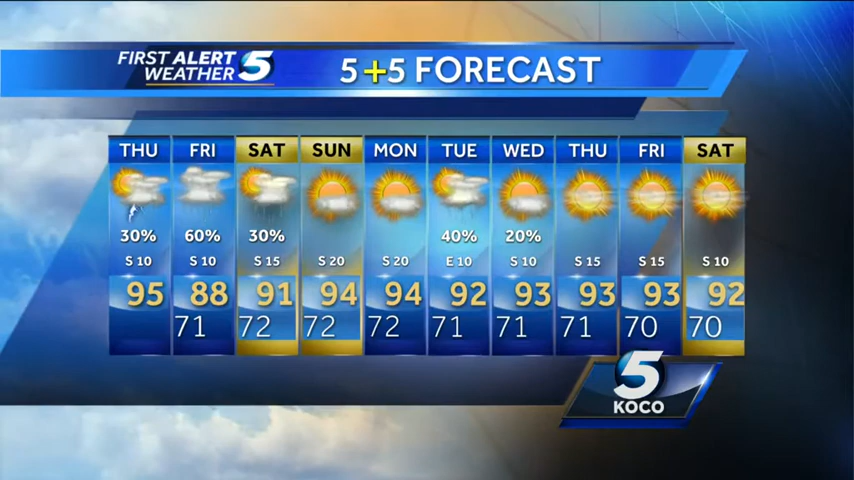 FIRST ALERT
WEATHER 5
5+5 FORECAST
THU FRI SAT SUN MON TUE WED THU FRI SAT
30% 60% 30% 40% 20%
S 10 S 10 S 15 S 20 S 20 E 10 S 10 S 15 S 15 S 10
95 88 91 94 94 92 93 93 93 92
71 72 72 72 71 71 71 70 70
5
KOCO